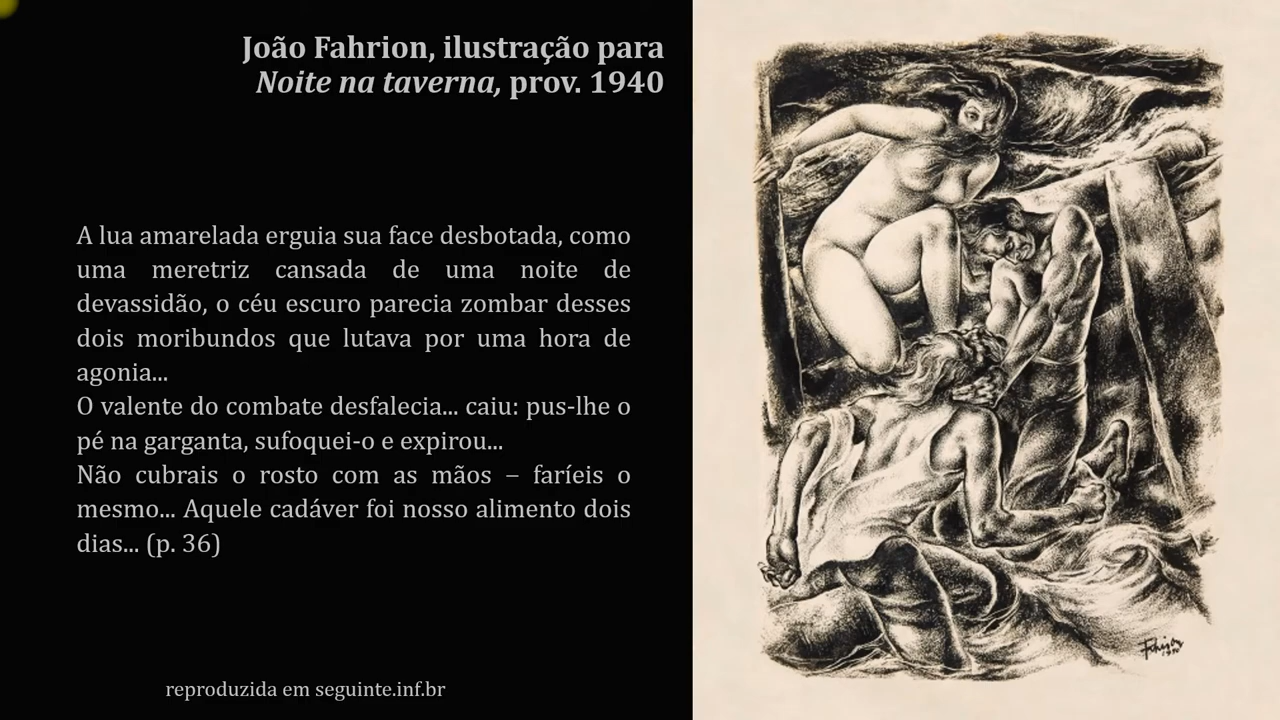 João Fahrion, ilustração para
Noite na taverna, prov. 1940
A lua amarelada erguia sua face desbotada, como
uma meretriz cansada de uma noite de
devassidão, o céu escuro parecia zombar desses
dois moribundos que lutava por uma hora de
agonia...
O valente do combate desfalecia... caiu: pus-lhe o
pé na garganta, sufoquei-o e expirou...
Não cubrais o rosto com as mãos – faríeis o
mesmo... Aquele cadáver foi nosso alimento dois
dias... (p. 36)
reproduzida em seguinte.inf.br
Fahrion